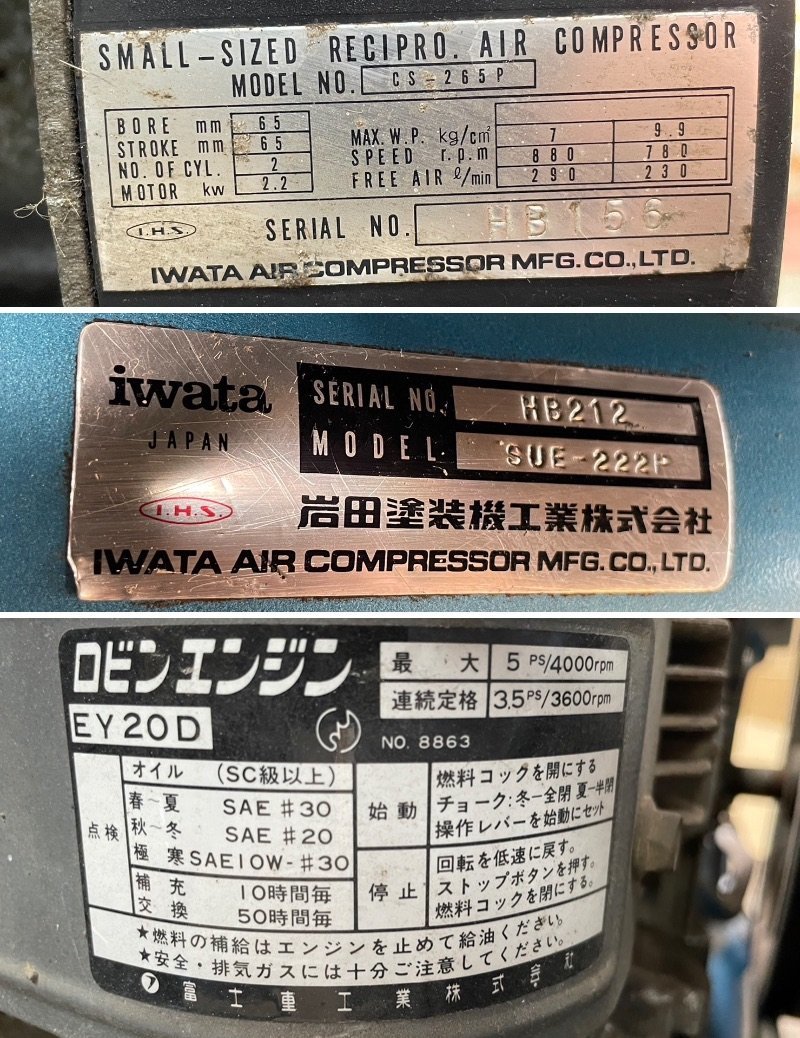 SMALL-SIZED RECIPRO. AIR COMPRESSOR
MODEL NO. CS-265P
BORE mm 65
STROKE mm 65
NO. OF CYL. 2
MOTOR kw 2.2
MAX. W.P. kg/cm² 7 9.9
SPEED r.p.m 880 780
FREE AIR ℓ/min 290 230
I.H.S. SERIAL NO. HB156
IWATA AIR COMPRESSOR MFG. CO., LTD.
iwata
JAPAN
SERIAL NO. HB212
MODEL SUE-222P
I.H.S. 岩田塗装機工業株式会社
IWATA AIR COMPRESSOR MFG. CO., LTD.
ロビンエンジン
EY20D
最大 5 PS/4000rpm
連続定格 3.5 PS/3600rpm
NO. 8863
点検
オイル (SC級以上)
春~夏 SAE #30
秋~冬 SAE #20
極寒 SAE10W-#30
補充 10時間毎
交換 50時間毎
始動
燃料コックを開にする
チョーク:冬-全閉 夏-半閉
操作レバーを始動にセット
停止
回転を低速に戻す。
ストップボタンを押す。
燃料コックを閉にする。
★燃料の補給はエンジンを止めて給油ください。
★安全・排気ガスには十分ご注意してください。
富士重工業株式会社